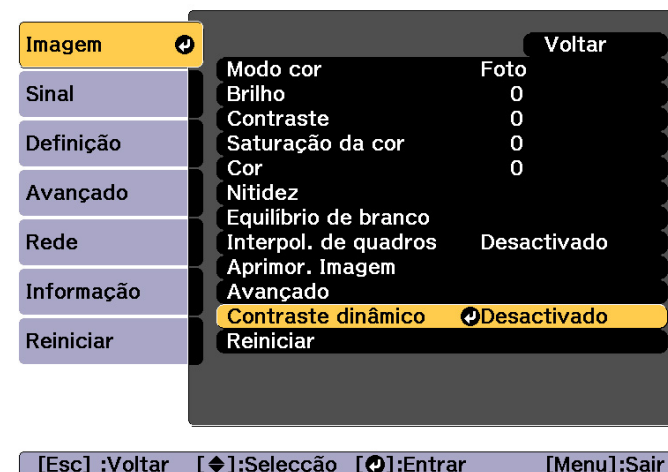 Imagem
Sinal
Definição
Avançado
Rede
Informação
Reiniciar
Voltar
Modo cor Foto
Brilho 0
Contraste 0
Saturação da cor 0
Cor 0
Nitidez
Equilíbrio de branco
Interpol. de quadros Desactivado
Aprimor. Imagem
Avançado
Contraste dinâmico Desactivado
Reiniciar
[Esc] :Voltar [◆]:Selecção [↵]:Entrar [Menu]:Sair